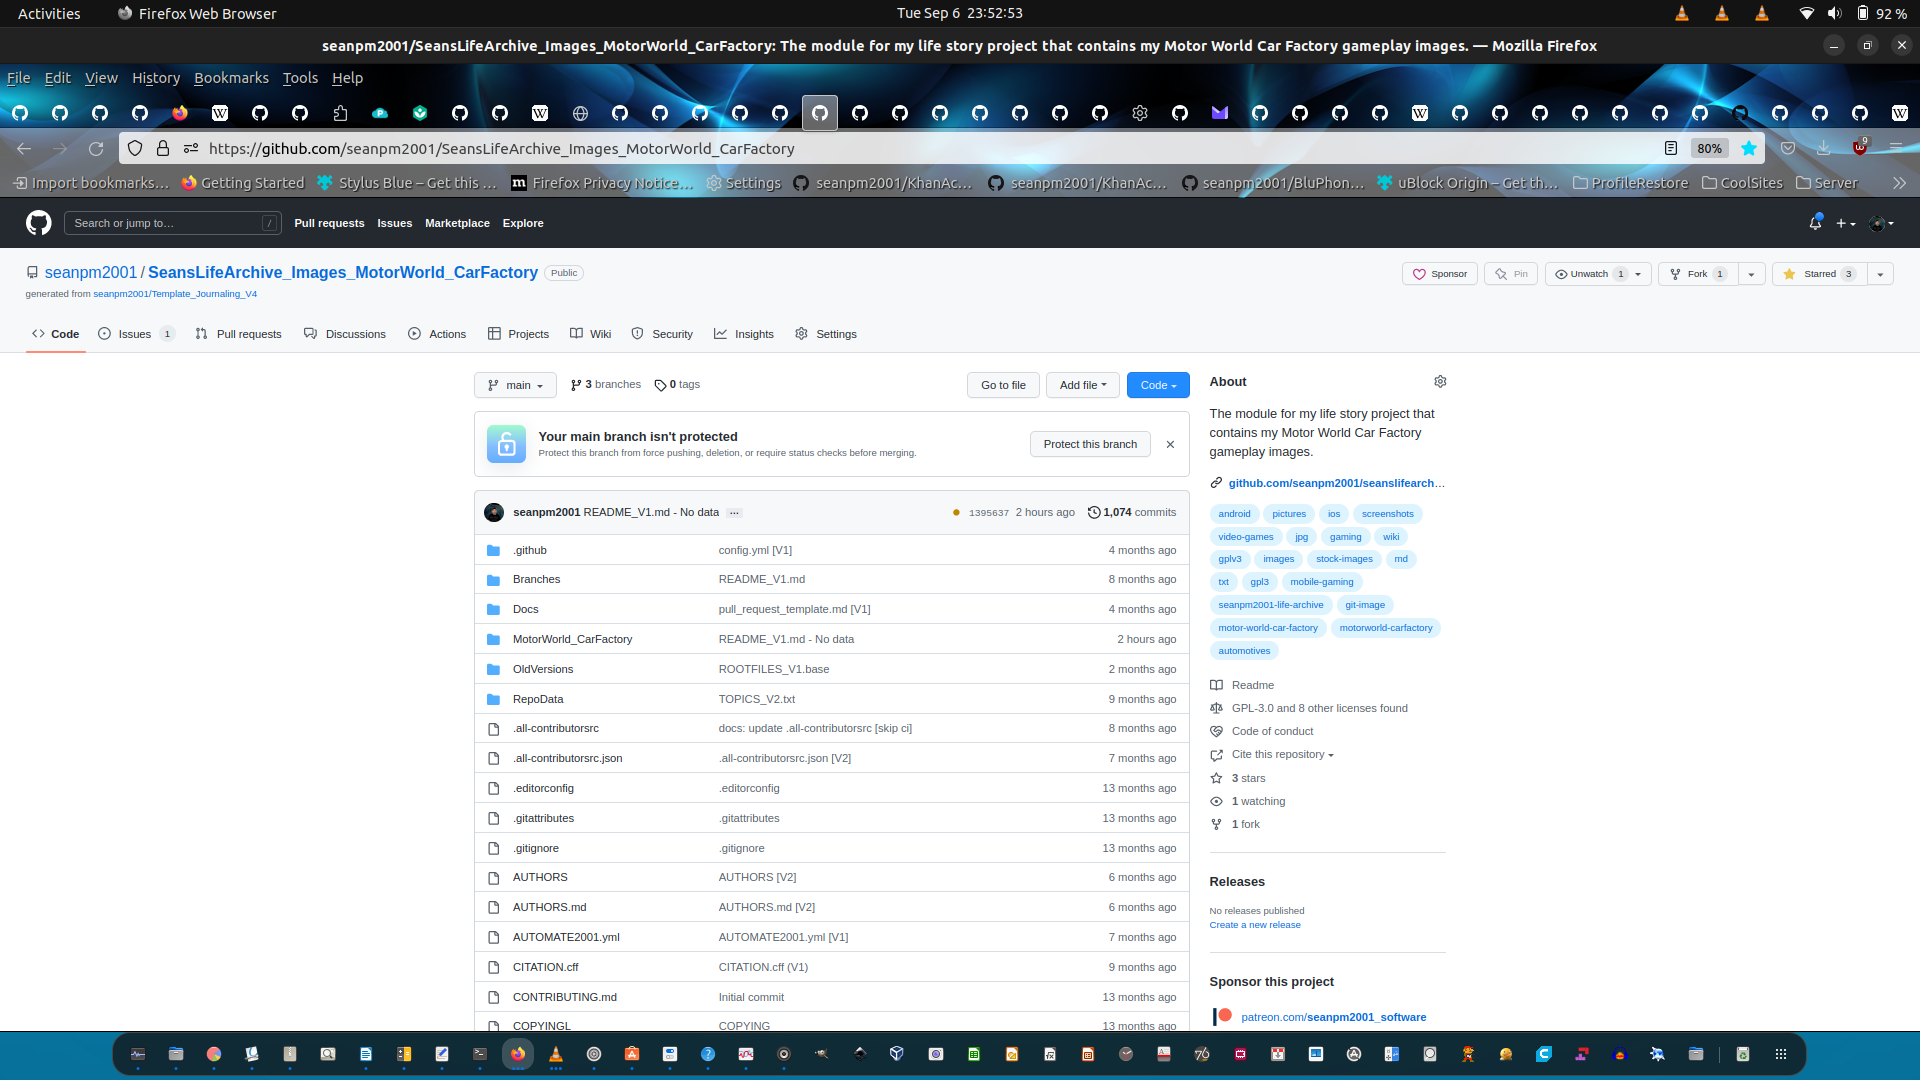 Activities
Firefox Web Browser
Tue Sep 6 23:52:53
92 %
seanpm2001/SeansLifeArchive_Images_MotorWorld_CarFactory: The module for my life story project that contains my Motor World Car Factory gameplay images. — Mozilla Firefox
File Edit View History Bookmarks Tools Help
https://github.com/seanpm2001/SeansLifeArchive_Images_MotorWorld_CarFactory
80%
9
Import bookmarks… Getting Started Stylus Blue – Get this … Firefox Privacy Notice… Settings seanpm2001/KhanAc… seanpm2001/KhanAc… seanpm2001/BluPhon… uBlock Origin – Get th… ProfileRestore CoolSites Server
Search or jump to… /
Pull requests Issues Marketplace Explore
seanpm2001 / SeansLifeArchive_Images_MotorWorld_CarFactory Public
generated from seanpm2001/Template_Journaling_V4
Sponsor Pin Unwatch 1 Fork 1 Starred 3
Code Issues 1 Pull requests Discussions Actions Projects Wiki Security Insights Settings
main 3 branches 0 tags Go to file Add file Code
Your main branch isn't protected
Protect this branch from force pushing, deletion, or require status checks before merging.
Protect this branch
seanpm2001 README_V1.md - No data … 1395637 2 hours ago 1,074 commits
.github config.yml [V1] 4 months ago
Branches README_V1.md 8 months ago
Docs pull_request_template.md [V1] 4 months ago
MotorWorld_CarFactory README_V1.md - No data 2 hours ago
OldVersions ROOTFILES_V1.base 2 months ago
RepoData TOPICS_V2.txt 9 months ago
.all-contributorsrc docs: update .all-contributorsrc [skip ci] 8 months ago
.all-contributorsrc.json .all-contributorsrc.json [V2] 7 months ago
.editorconfig .editorconfig 13 months ago
.gitattributes .gitattributes 13 months ago
.gitignore .gitignore 13 months ago
AUTHORS AUTHORS [V2] 6 months ago
AUTHORS.md AUTHORS.md [V2] 6 months ago
AUTOMATE2001.yml AUTOMATE2001.yml [V1] 7 months ago
CITATION.cff CITATION.cff (V1) 9 months ago
CONTRIBUTING.md Initial commit 13 months ago
COPYINGL COPYING 13 months ago
About
The module for my life story project that
contains my Motor World Car Factory
gameplay images.
github.com/seanpm2001/seanslifearch…
android pictures ios screenshots
video-games jpg gaming wiki
gplv3 images stock-images md
txt gpl3 mobile-gaming
seanpm2001-life-archive git-image
motor-world-car-factory motorworld-carfactory
automotives
Readme
GPL-3.0 and 8 other licenses found
Code of conduct
Cite this repository
3 stars
1 watching
1 fork
Releases
No releases published
Create a new release
Sponsor this project
patreon.com/seanpm2001_software